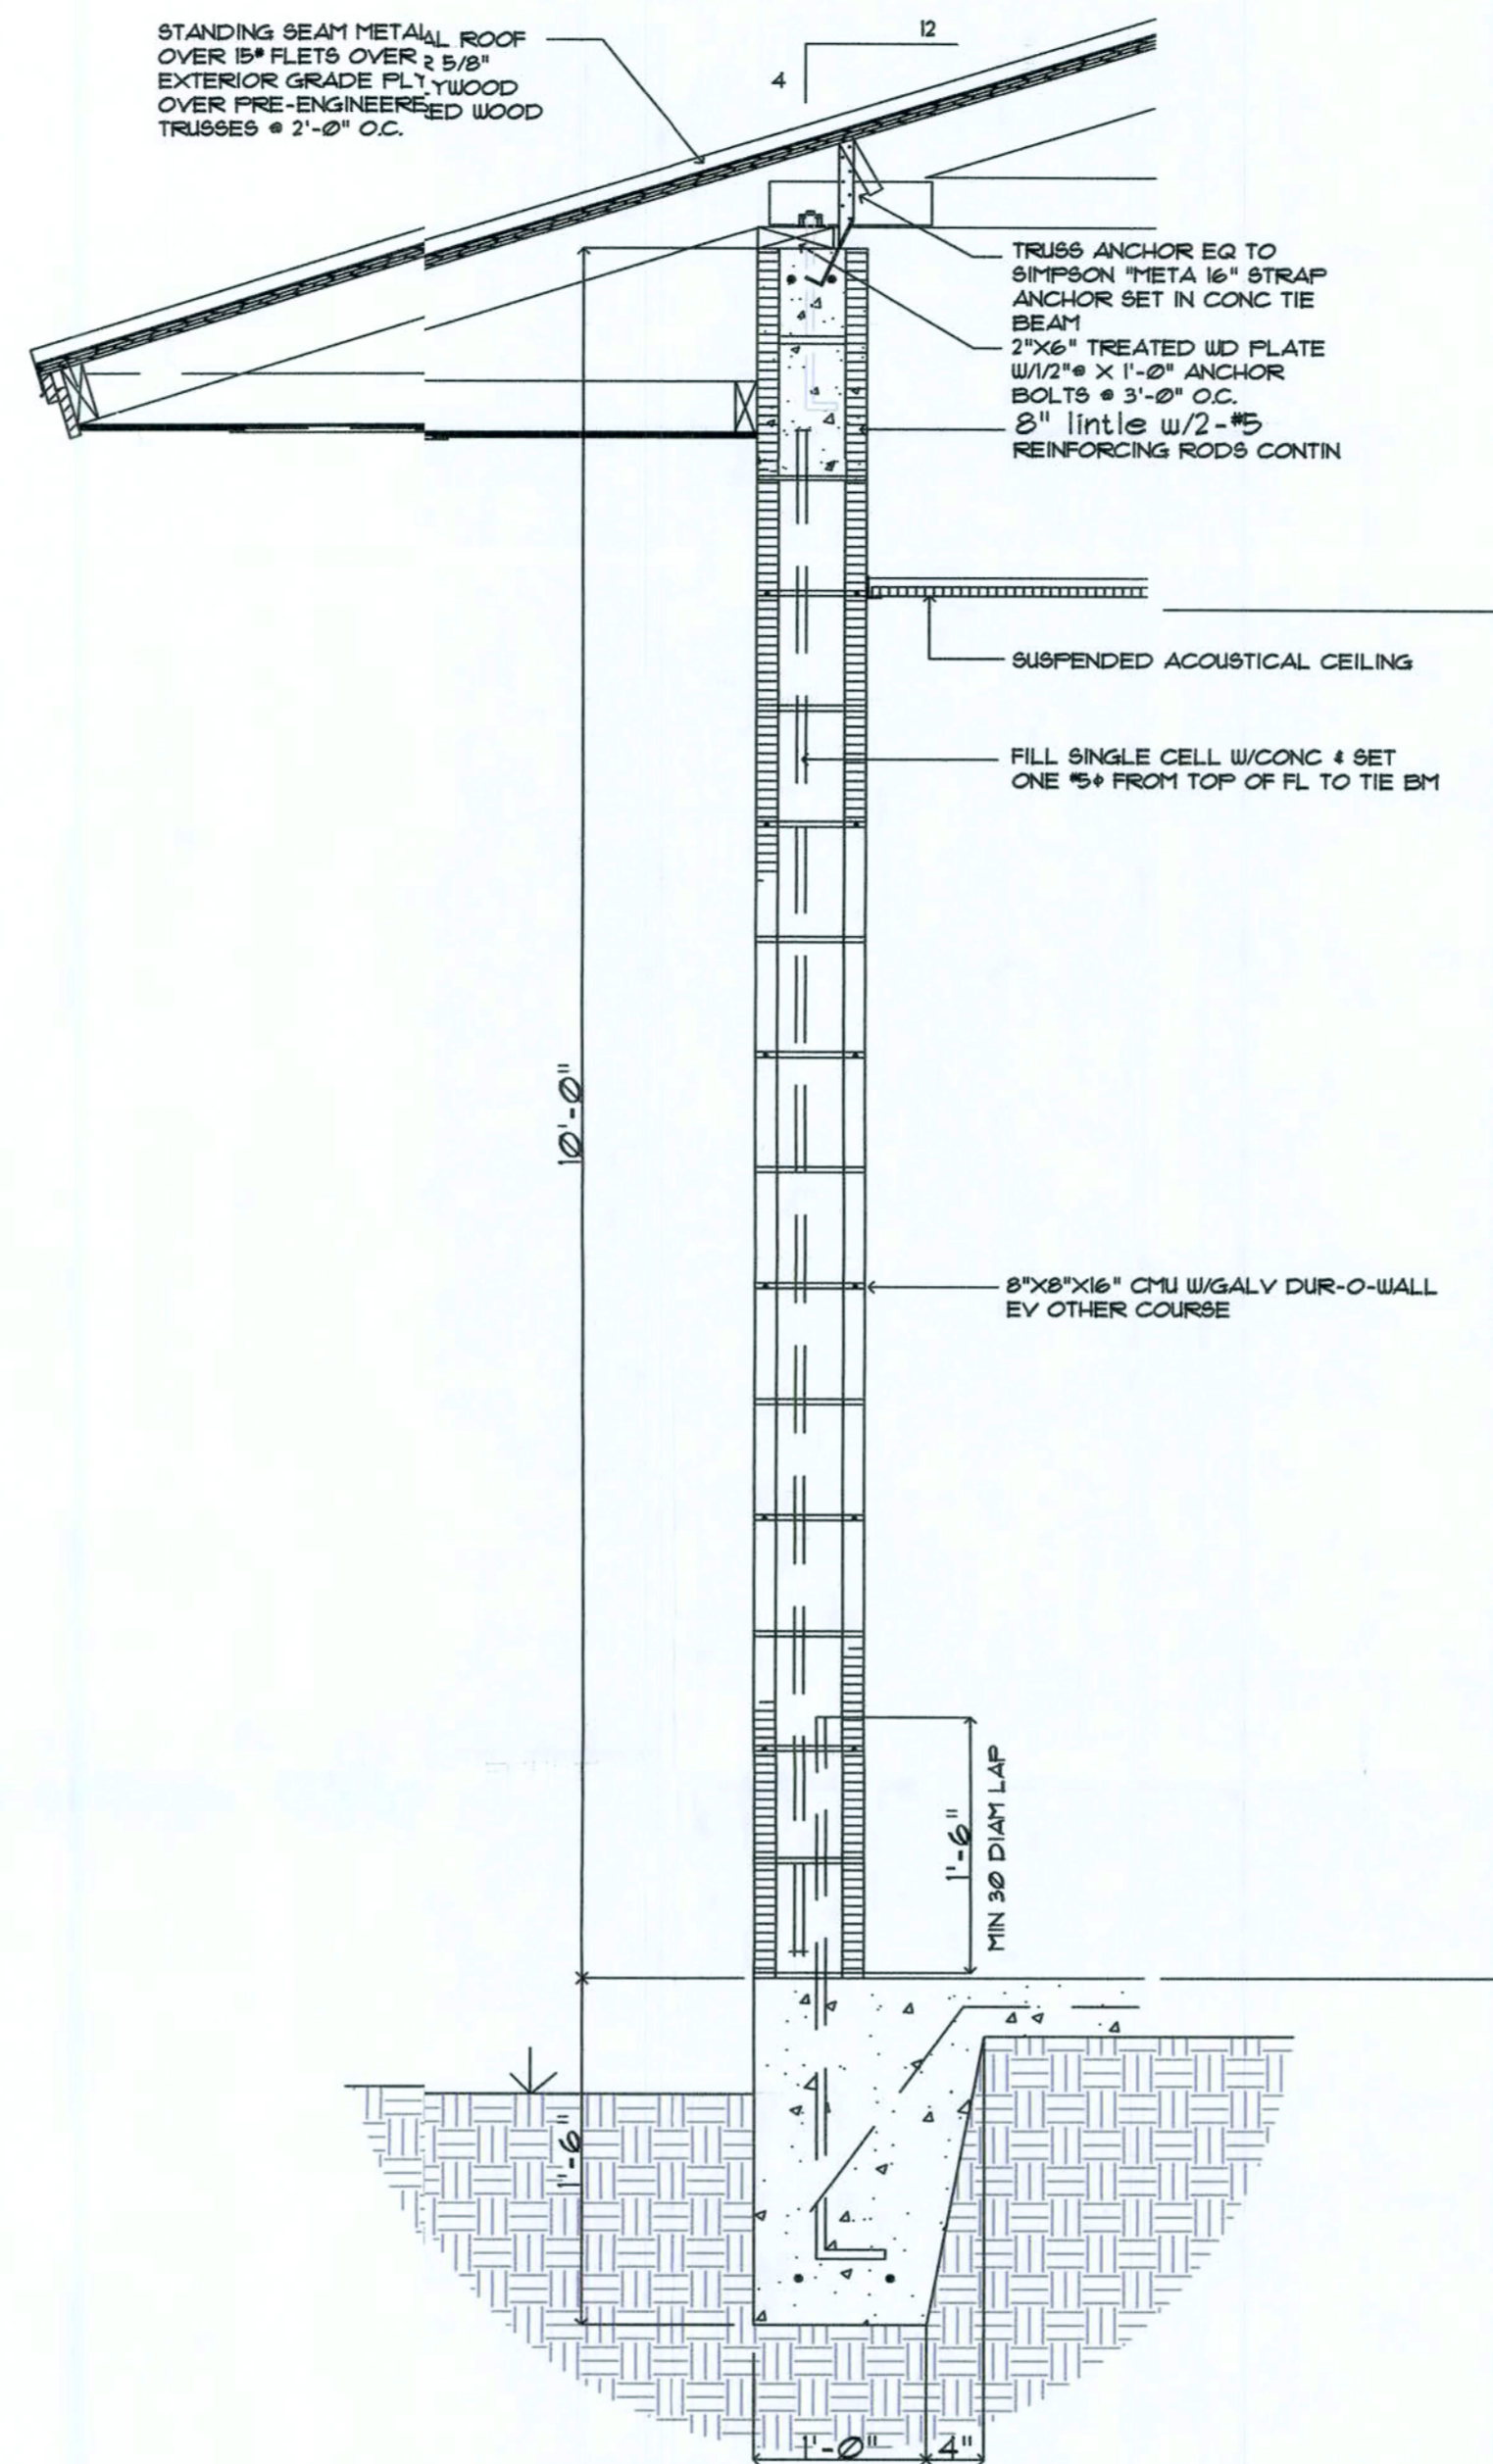 STANDING SEAM METAL ROOF
OVER 15# FLETS OVER 5/8"
EXTERIOR GRADE PLYWOOD
OVER PRE-ENGINEERED WOOD
TRUSSES @ 2'-0" O.C.
12
4
TRUSS ANCHOR EQ TO
SIMPSON "META 16" STRAP
ANCHOR SET IN CONC TIE
BEAM
2"X6" TREATED WD PLATE
W/1/2"@ X 1'-0" ANCHOR
BOLTS @ 3'-0" O.C.
8" lintle w/2-#5
REINFORCING RODS CONTIN
SUSPENDED ACOUSTICAL CEILING
FILL SINGLE CELL W/CONC & SET
ONE #5ϕ FROM TOP OF FL TO TIE BM
10'-0"
8"X8"X16" CMU W/GALV DUR-O-WALL
EV OTHER COURSE
1'-6"
MIN 30 DIAM LAP
1'-6"
1'-0"
4"